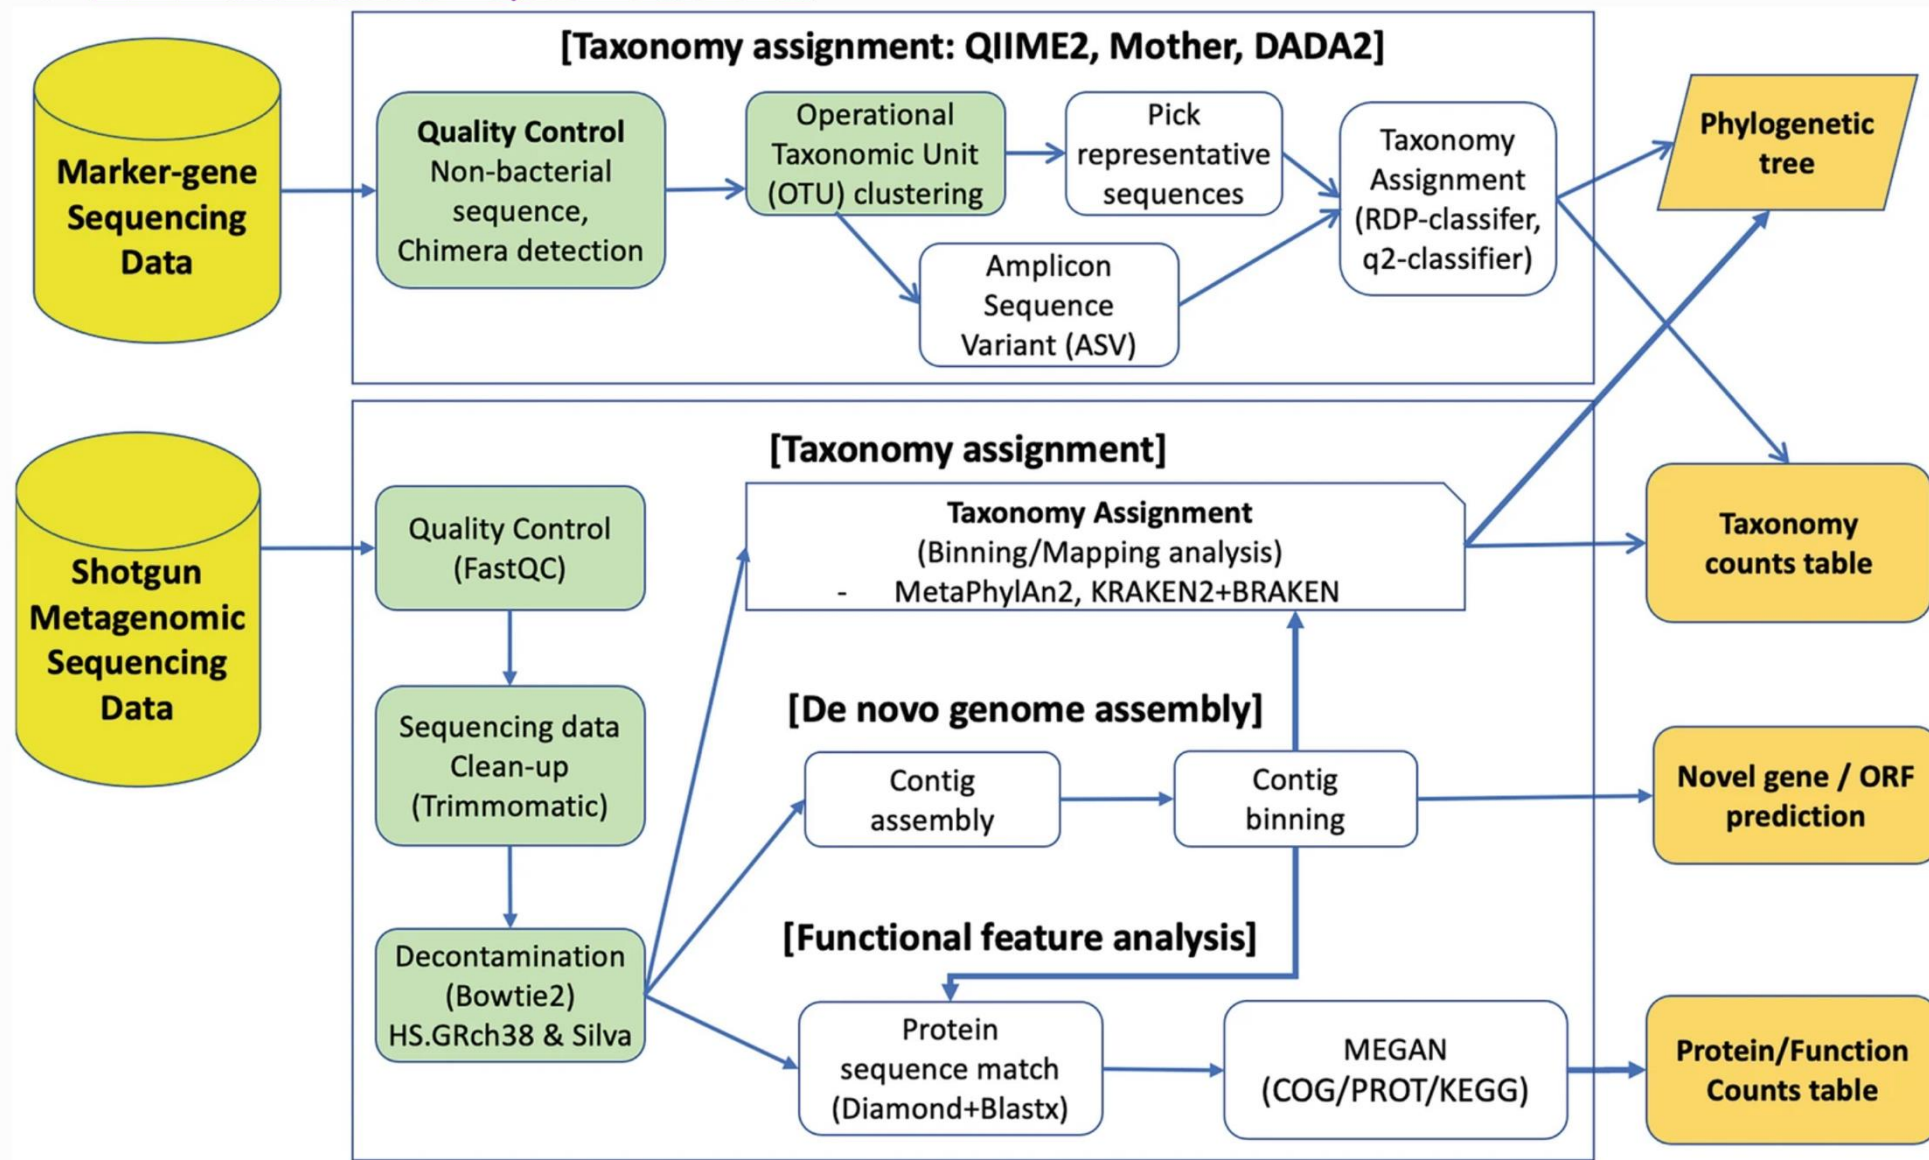 [Taxonomy assignment: QIIME2, Mother, DADA2]
Marker-gene
Sequencing
Data
Quality Control
Non-bacterial
sequence,
Chimera detection
Operational
Taxonomic Unit
(OTU) clustering
Pick
representative
sequences
Amplicon
Sequence
Variant (ASV)
Taxonomy
Assignment
(RDP-classifer,
q2-classifier)
Phylogenetic
tree
[Taxonomy assignment]
Shotgun
Metagenomic
Sequencing
Data
Quality Control
(FastQC)
Sequencing data
Clean-up
(Trimmomatic)
Decontamination
(Bowtie2)
HS.GRch38 & Silva
Taxonomy Assignment
(Binning/Mapping analysis)
- MetaPhylAn2, KRAKEN2+BRAKEN
Taxonomy
counts table
[De novo genome assembly]
Contig
assembly
Contig
binning
Novel gene / ORF
prediction
[Functional feature analysis]
Protein
sequence match
(Diamond+Blastx)
MEGAN
(COG/PROT/KEGG)
Protein/Function
Counts table